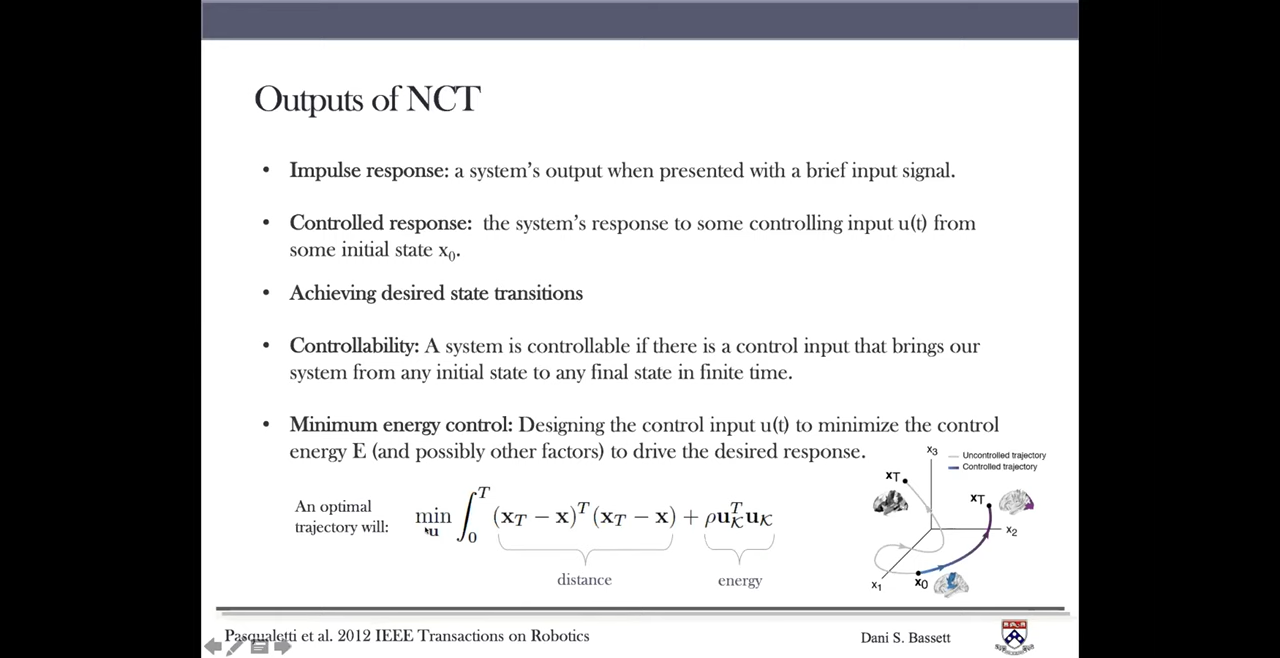 Outputs of NCT
• Impulse response: a system's output when presented with a brief input signal.
• Controlled response: the system's response to some controlling input u(t) from
some initial state x₀.
• Achieving desired state transitions
• Controllability: A system is controllable if there is a control input that brings our
system from any initial state to any final state in finite time.
• Minimum energy control: Designing the control input u(t) to minimize the control
energy E (and possibly other factors) to drive the desired response.
An optimal
trajectory will:
min u ∫₀ᵀ (x_T − x)ᵀ(x_T − x) + ρu_𝒦ᵀu_𝒦
distance
energy
x3
Uncontrolled trajectory
Controlled trajectory
xT
xT
x2
x1
x0
Pasqualetti et al. 2012 IEEE Transactions on Robotics
Dani S. Bassett